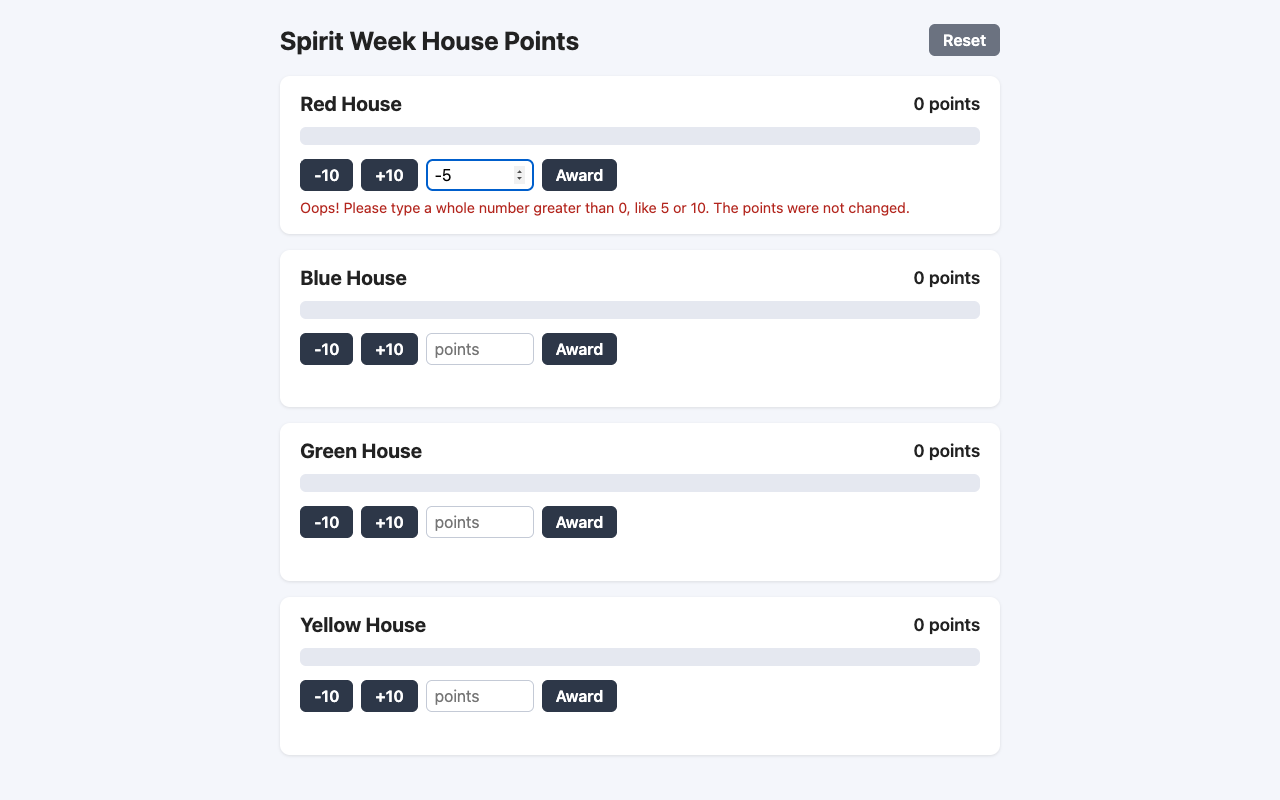 Spirit Week House Points
Reset
Red House
0 points
-10
+10
-5
Award
Oops! Please type a whole number greater than 0, like 5 or 10. The points were not changed.
Blue House
0 points
-10
+10
points
Award
Green House
0 points
-10
+10
points
Award
Yellow House
0 points
-10
+10
points
Award